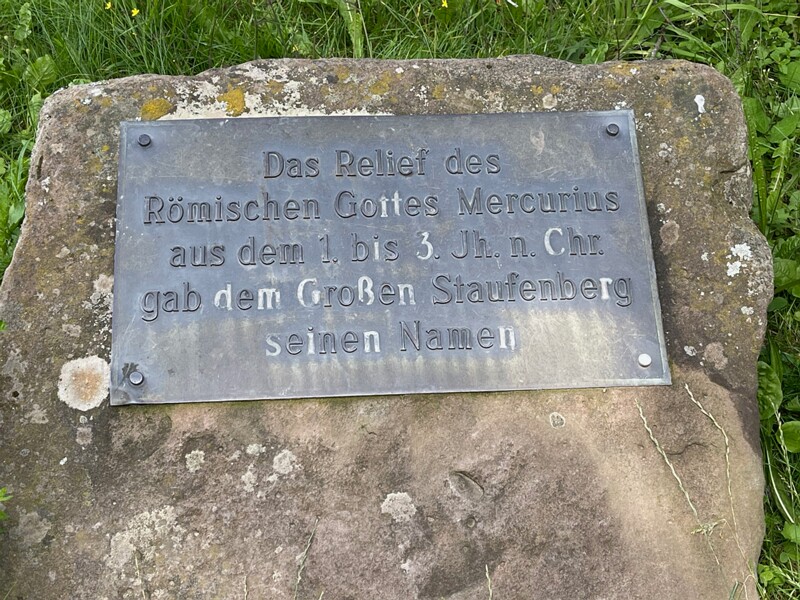 Das Relief des
Römischen Gottes Mercurius
aus dem 1. bis 3. Jh. n. Chr.
gab dem Großen Staufenberg
seinen Namen